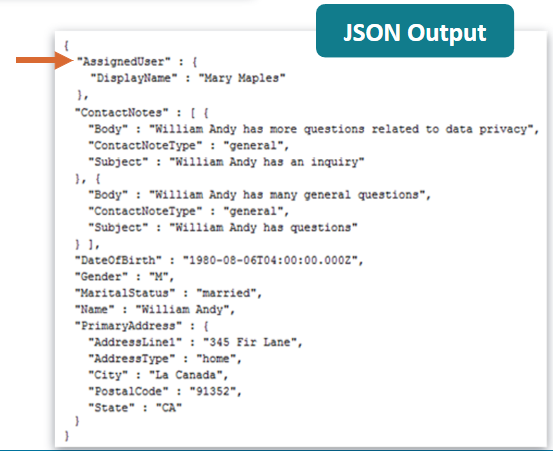 JSON Output
{
"AssignedUser" : {
"DisplayName" : "Mary Maples"
},
"ContactNotes" : [ {
"Body" : "William Andy has more questions related to data privacy",
"ContactNoteType" : "general",
"Subject" : "William Andy has an inquiry"
}, {
"Body" : "William Andy has many general questions",
"ContactNoteType" : "general",
"Subject" : "William Andy has questions"
} ],
"DateOfBirth" : "1980-08-06T04:00:00.000Z",
"Gender" : "M",
"MaritalStatus" : "married",
"Name" : "William Andy",
"PrimaryAddress" : {
"AddressLine1" : "345 Fir Lane",
"AddressType" : "home",
"City" : "La Canada",
"PostalCode" : "91352",
"State" : "CA"
}
}